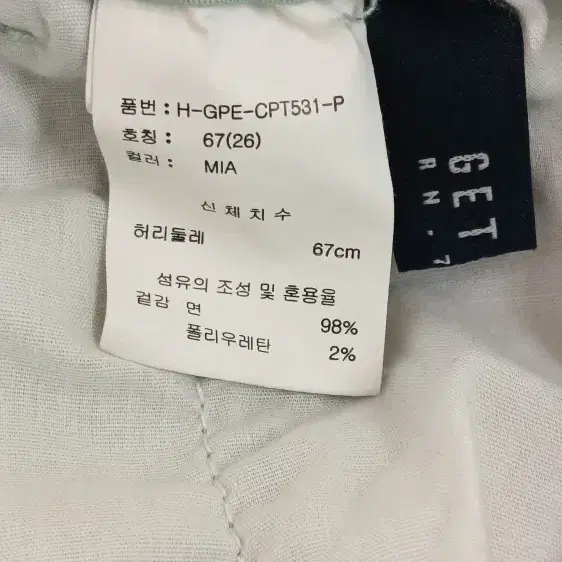 품번 : H-GPE-CPT531-P
호칭 : 67(26)
컬러 : MIA
신체치수
허리둘레 67cm
섬유의 조성 및 혼용율
겉감 면 98%
폴리우레탄 2%
GET
RN. 7